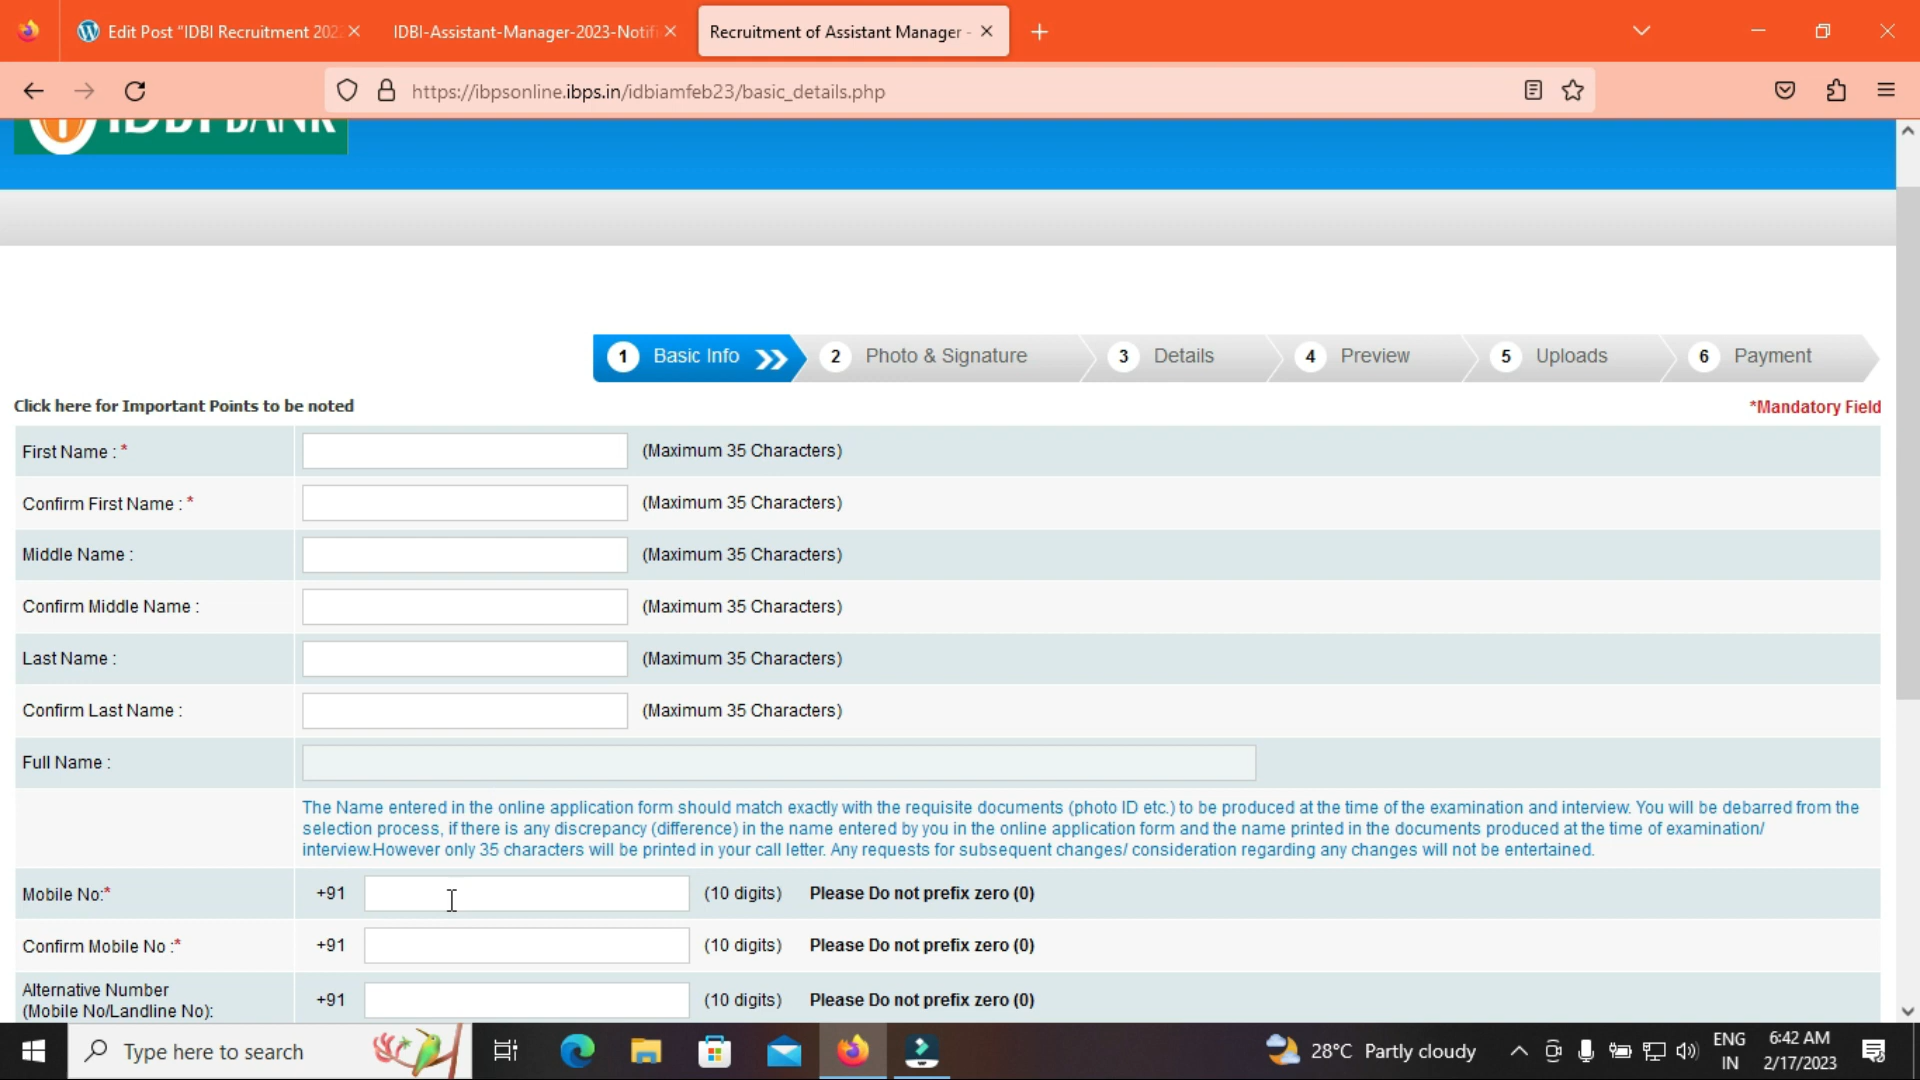 Edit Post "IDBI Recruitment 202
IDBI-Assistant-Manager-2023-Notifi
Recruitment of Assistant Manager -
https://ibpsonline.ibps.in/idbiamfeb23/basic_details.php
IDBI BANK
1 Basic Info
2 Photo & Signature
3 Details
4 Preview
5 Uploads
6 Payment
Click here for Important Points to be noted
*Mandatory Field
First Name : * (Maximum 35 Characters)
Confirm First Name : * (Maximum 35 Characters)
Middle Name : (Maximum 35 Characters)
Confirm Middle Name : (Maximum 35 Characters)
Last Name : (Maximum 35 Characters)
Confirm Last Name : (Maximum 35 Characters)
Full Name :
The Name entered in the online application form should match exactly with the requisite documents (photo ID etc.) to be produced at the time of the examination and interview. You will be debarred from the
selection process, if there is any discrepancy (difference) in the name entered by you in the online application form and the name printed in the documents produced at the time of examination/
interview.However only 35 characters will be printed in your call letter. Any requests for subsequent changes/ consideration regarding any changes will not be entertained.
Mobile No:* +91 (10 digits) Please Do not prefix zero (0)
Confirm Mobile No :* +91 (10 digits) Please Do not prefix zero (0)
Alternative Number
(Mobile No/Landline No): +91 (10 digits) Please Do not prefix zero (0)
Type here to search
28°C Partly cloudy
ENG
IN
6:42 AM
2/17/2023